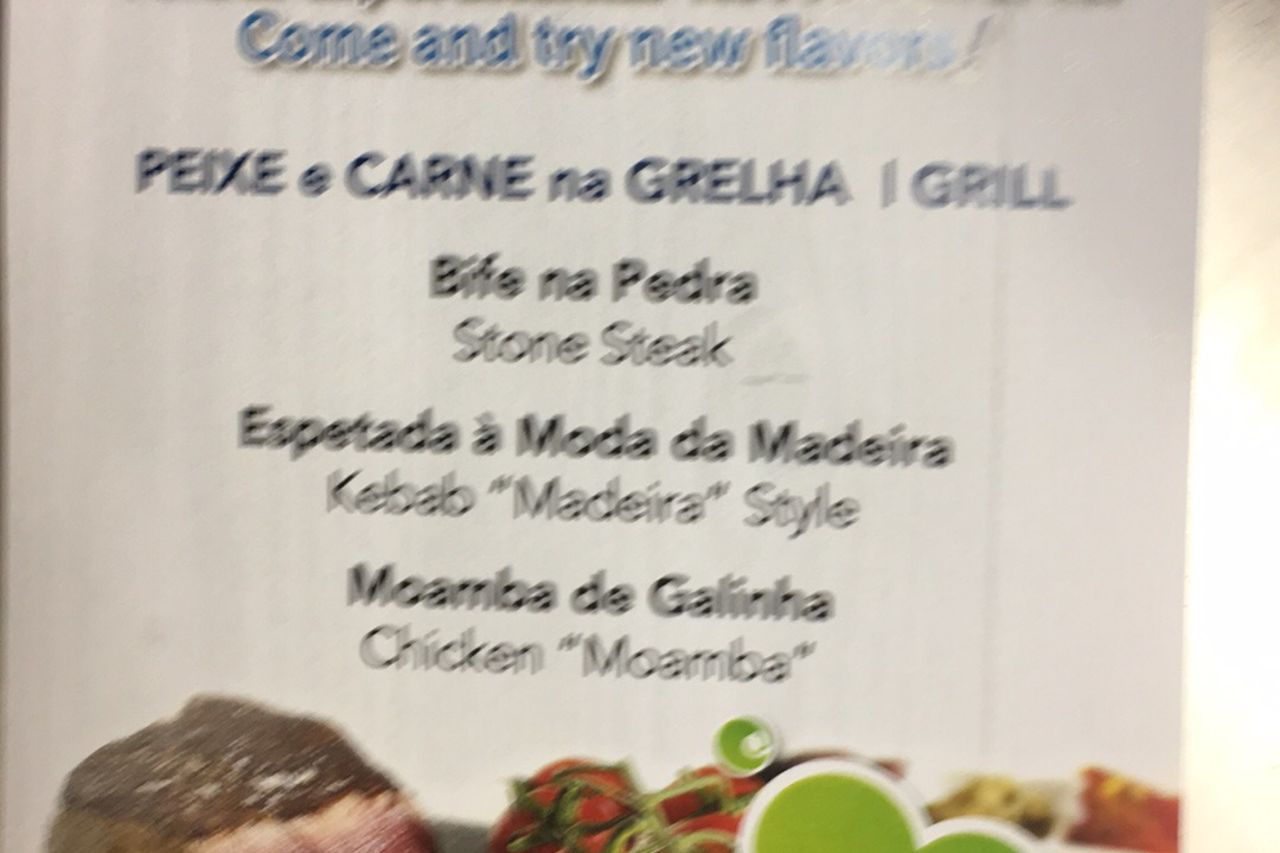 Come and try new flavors!
PEIXE e CARNE na GRELHA | GRILL
Bife na Pedra
Stone Steak
Espetada à Moda da Madeira
Kebab "Madeira" Style
Moamba de Galinha
Chicken "Moamba"